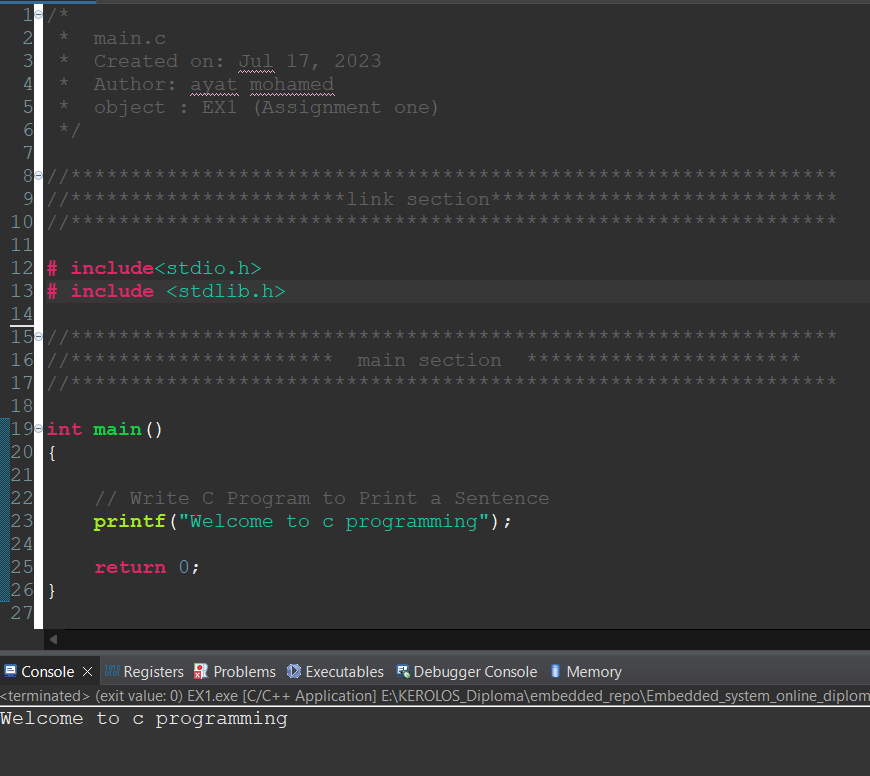 1 /*
2  *  main.c
3  *  Created on: Jul 17, 2023
4  *  Author: ayat mohamed
5  *  object : EX1 (Assignment one)
6  */
7
8 //****************************************************************
9 //***********************link section*****************************
10 //****************************************************************
11
12 # include<stdio.h>
13 # include <stdlib.h>
14
15 //****************************************************************
16 //**********************  main section  ***********************
17 //****************************************************************
18
19 int main()
20 {
21
22     // Write C Program to Print a Sentence
23     printf("Welcome to c programming");
24
25     return 0;
26 }
27
Console Registers Problems Executables Debugger Console Memory
<terminated> (exit value: 0) EX1.exe [C/C++ Application] E:\KEROLOS_Diploma\embedded_repo\Embedded_system_online_diplom
Welcome to c programming